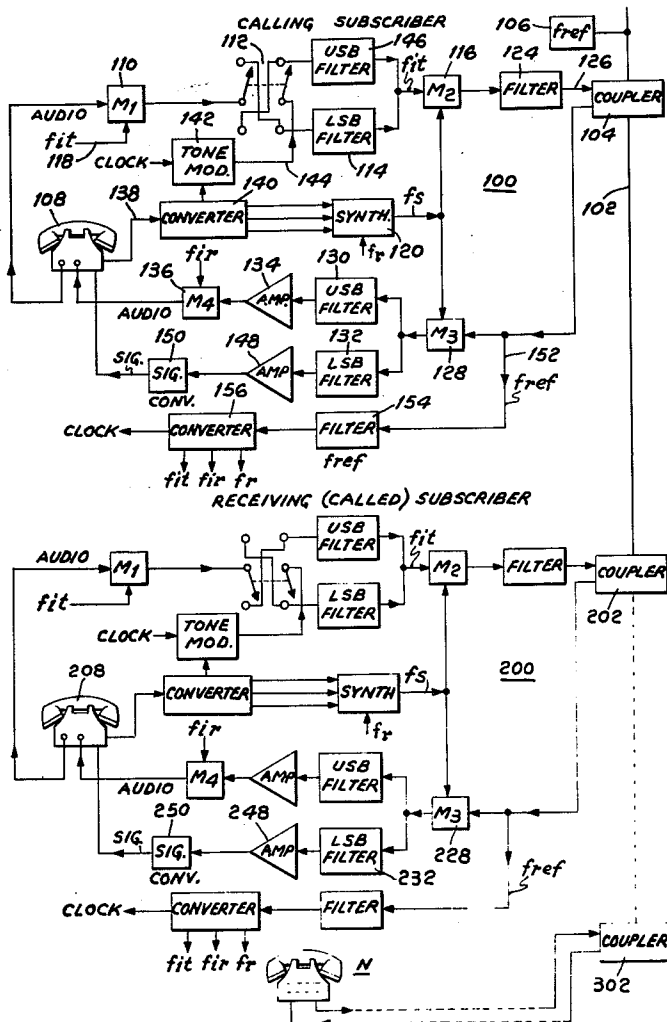 CALLING SUBSCRIBER
106
fref
110
112
USB FILTER
146
fit
116
124
126
M2
FILTER
COUPLER
104
AUDIO
M1
142
fit
118
CLOCK
TONE MOD.
144
LSB FILTER
114
100
102
108
138
140
CONVERTER
SYNTH.
fs
120
fr
fir
136
M4
134
AMP.
130
USB FILTER
AUDIO
M3
128
150
148
132
SIG.
SIG.
CONV.
AMP
LSB FILTER
152
156
154
fref
CLOCK
CONVERTER
FILTER
fref
fit fir fr
RECEIVING (CALLED) SUBSCRIBER
USB FILTER
fit
AUDIO
M1
M2
FILTER
COUPLER
202
fit
LSB FILTER
CLOCK
TONE MOD.
200
208
CONVERTER
SYNTH
fs
fr
fir
M4
AMP
USB FILTER
AUDIO
M3
228
250
248
SIG.
SIG.
CONV.
AMP
LSB FILTER
232
fref
CLOCK
CONVERTER
FILTER
fit fir fr
N
COUPLER
302